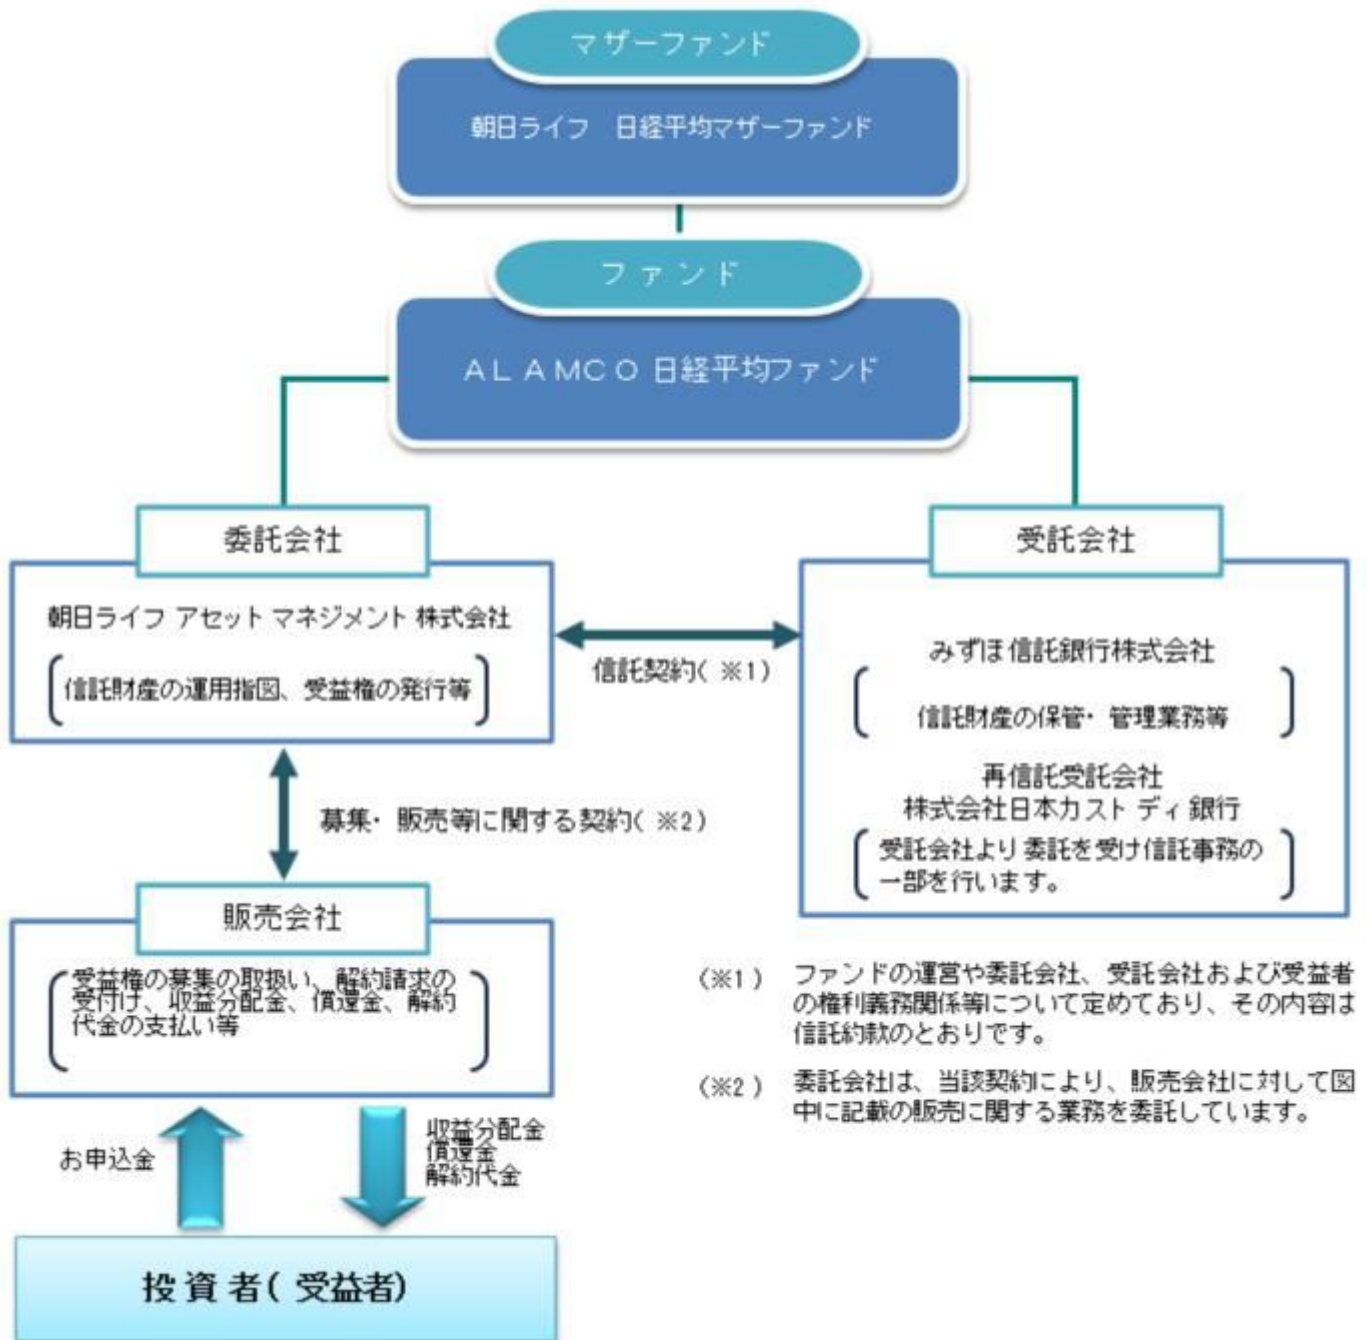 マザーファンド
朝日ライフ 日経平均マザーファンド
ファンド
ALAMCO 日経平均ファンド
委託会社
朝日ライフ アセット マネジメント 株式会社
信託財産の運用指図、受益権の発行等
信託契約(※1)
受託会社
みずほ信託銀行株式会社
信託財産の保管・管理業務等
再信託受託会社
株式会社日本カストディ銀行
受託会社より委託を受け信託事務の
一部を行います。
募集・販売等に関する契約(※2)
販売会社
受益権の募集の取扱い、解約請求の
受付け、収益分配金、償還金、解約
代金の支払い等
(※1) ファンドの運営や委託会社、受託会社および受益者
の権利義務関係等について定めており、その内容は
信託約款のとおりです。
(※2) 委託会社は、当該契約により、販売会社に対して図
中に記載の販売に関する業務を委託しています。
お申込金
収益分配金
償還金
解約代金
投資者(受益者)